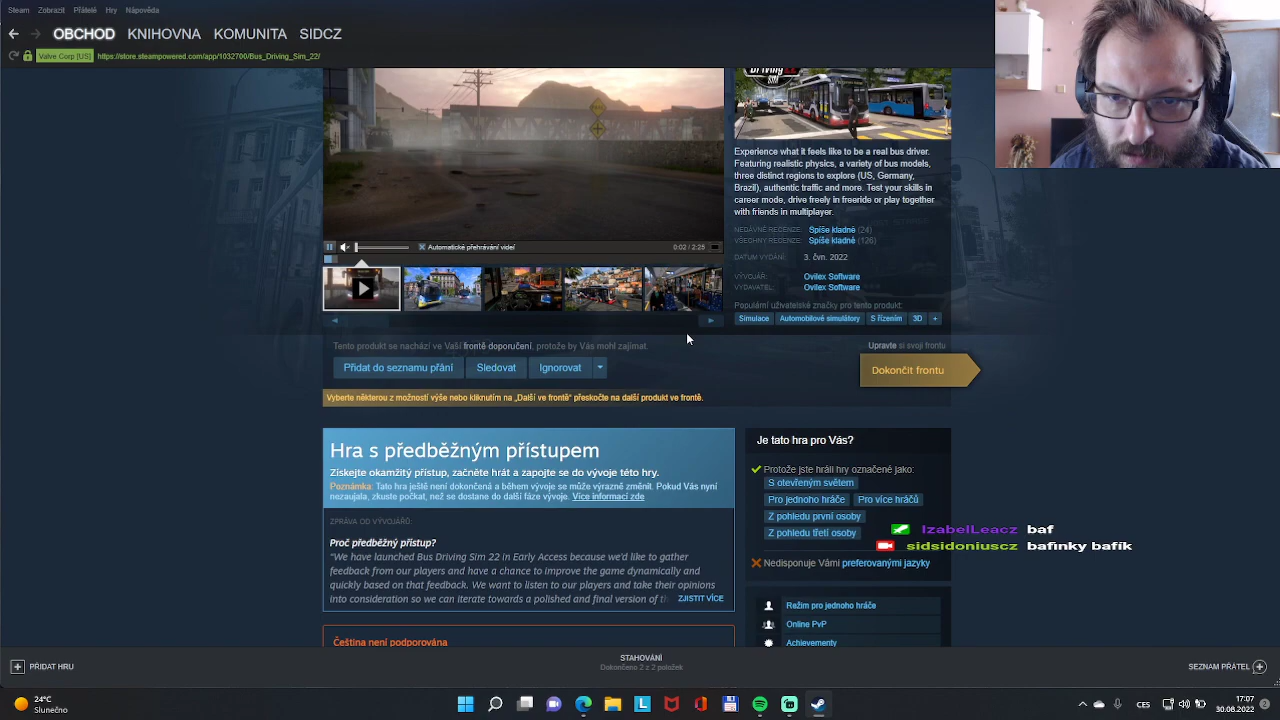 Steam Zobrazit Přátelé Hry Nápověda
OBCHOD KNIHOVNA KOMUNITA SIDCZ
Valve Corp [US] https://store.steampowered.com/app/1032700/Bus_Driving_Sim_22/
Experience what it feels like to be a real bus driver.
Featuring realistic physics, a variety of bus models,
three distinct regions to explore (US, Germany,
Brazil), authentic traffic and more. Test your skills in
career mode, drive freely in freeride or play together
with friends in multiplayer.
NEDÁVNÉ RECENZE: Spíše kladné (24)
VŠECHNY RECENZE: Spíše kladné (126)
DATUM VYDÁNÍ: 3. čvn. 2022
VÝVOJÁŘ: Ovilex Software
VYDAVATEL: Ovilex Software
Populární uživatelské značky pro tento produkt:
Simulace Automobilové simulátory S řízením 3D +
Automatické přehrávání videí 0:02 / 2:25
Tento produkt se nachází ve Vaší frontě doporučení, protože by Vás mohl zajímat.
Přidat do seznamu přání Sledovat Ignorovat
Upravte si svoji frontu
Dokončit frontu
Vyberte některou z možností výše nebo kliknutím na „Další ve frontě" přeskočte na další produkt ve frontě.
Hra s předběžným přístupem
Získejte okamžitý přístup, začněte hrát a zapojte se do vývoje této hry.
Poznámka: Tato hra ještě není dokončená a během vývoje se může výrazně změnit. Pokud Vás nyní
nezaujala, zkuste počkat, než se dostane do další fáze vývoje. Více informací zde
ZPRÁVA OD VÝVOJÁŘŮ:
Proč předběžný přístup?
“We have launched Bus Driving Sim 22 in Early Access because we'd like to gather
feedback from our players and have a chance to improve the game dynamically and
quickly based on that feedback. We want to listen to our players and take their opinions
into consideration so we can iterate towards a polished and final version of th ZJISTIT VÍCE
Čeština není podporována
Je tato hra pro Vás?
Protože jste hráli hry označené jako:
S otevřeným světem
Pro jednoho hráče Pro více hráčů
Z pohledu první osoby
Z pohledu třetí osoby
IzabelLeacz baf
sidsidoniuscz bafinky bafík
Nedisponuje Vámi preferovanými jazyky
Režim pro jednoho hráče
Online PvP
Achievementy
PŘIDAT HRU
STAHOVÁNÍ
Dokončeno 2 z 2 položek
SEZNAM PŘÁTEL
24°C
Slunečno
CES
17:07
30.06.2022
2